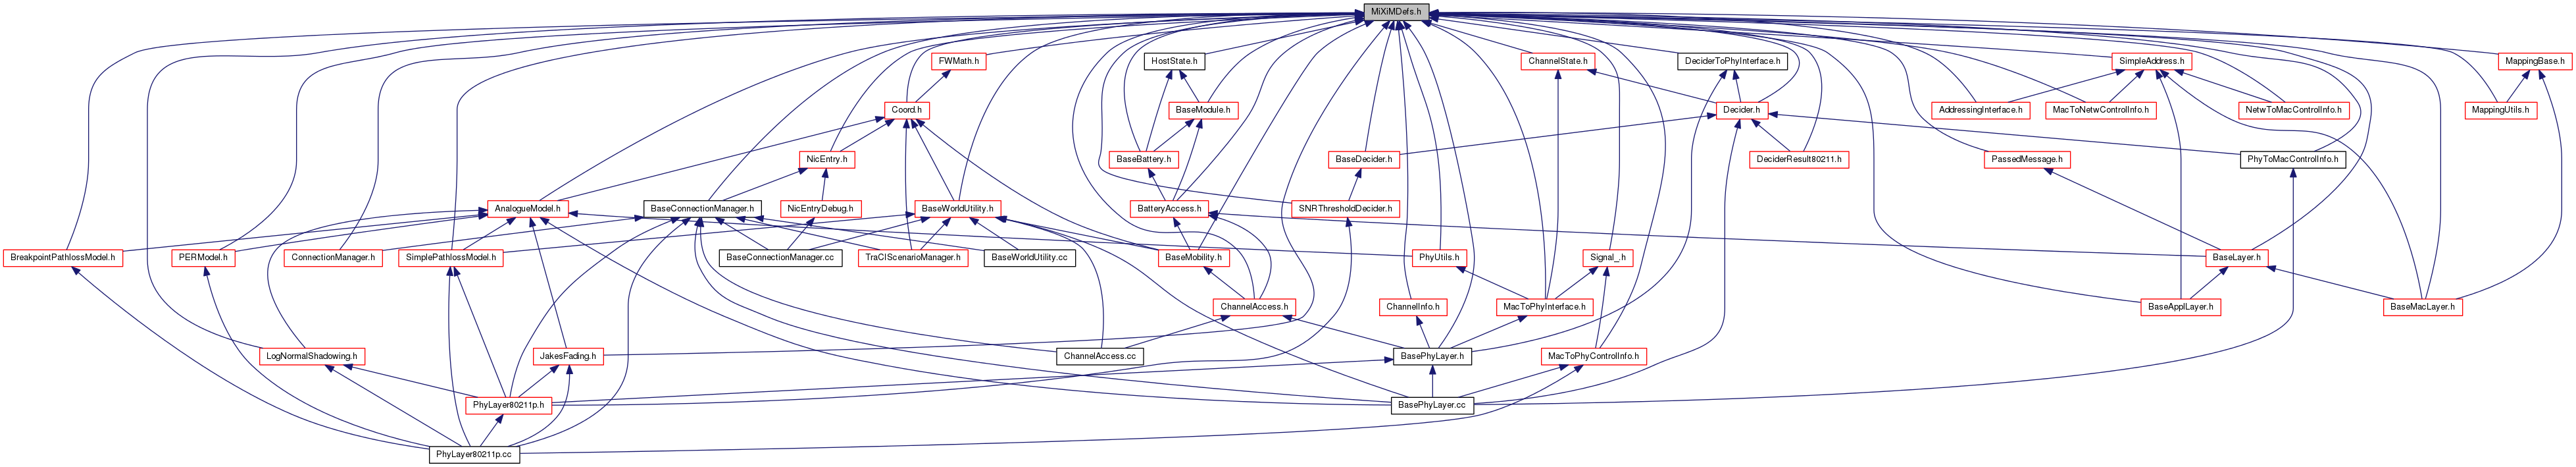 MiXiMDefs.h
FWMath.h
HostState.h
ChannelState.h
DeciderToPhyInterface.h
SimpleAddress.h
MappingBase.h
Coord.h
BaseModule.h
Decider.h
AddressingInterface.h
MacToNetwControlInfo.h
NetwToMacControlInfo.h
MappingUtils.h
NicEntry.h
BaseBattery.h
BaseDecider.h
DeciderResult80211.h
PassedMessage.h
PhyToMacControlInfo.h
AnalogueModel.h
BaseConnectionManager.h
NicEntryDebug.h
BaseWorldUtility.h
BatteryAccess.h
SNRThresholdDecider.h
BreakpointPathlossModel.h
PERModel.h
ConnectionManager.h
SimplePathlossModel.h
BaseConnectionManager.cc
TraCIScenarioManager.h
BaseWorldUtility.cc
BaseMobility.h
PhyUtils.h
Signal_.h
BaseLayer.h
ChannelAccess.h
ChannelInfo.h
MacToPhyInterface.h
BaseApplLayer.h
BaseMacLayer.h
LogNormalShadowing.h
JakesFading.h
ChannelAccess.cc
BasePhyLayer.h
MacToPhyControlInfo.h
PhyLayer80211p.h
BasePhyLayer.cc
PhyLayer80211p.cc